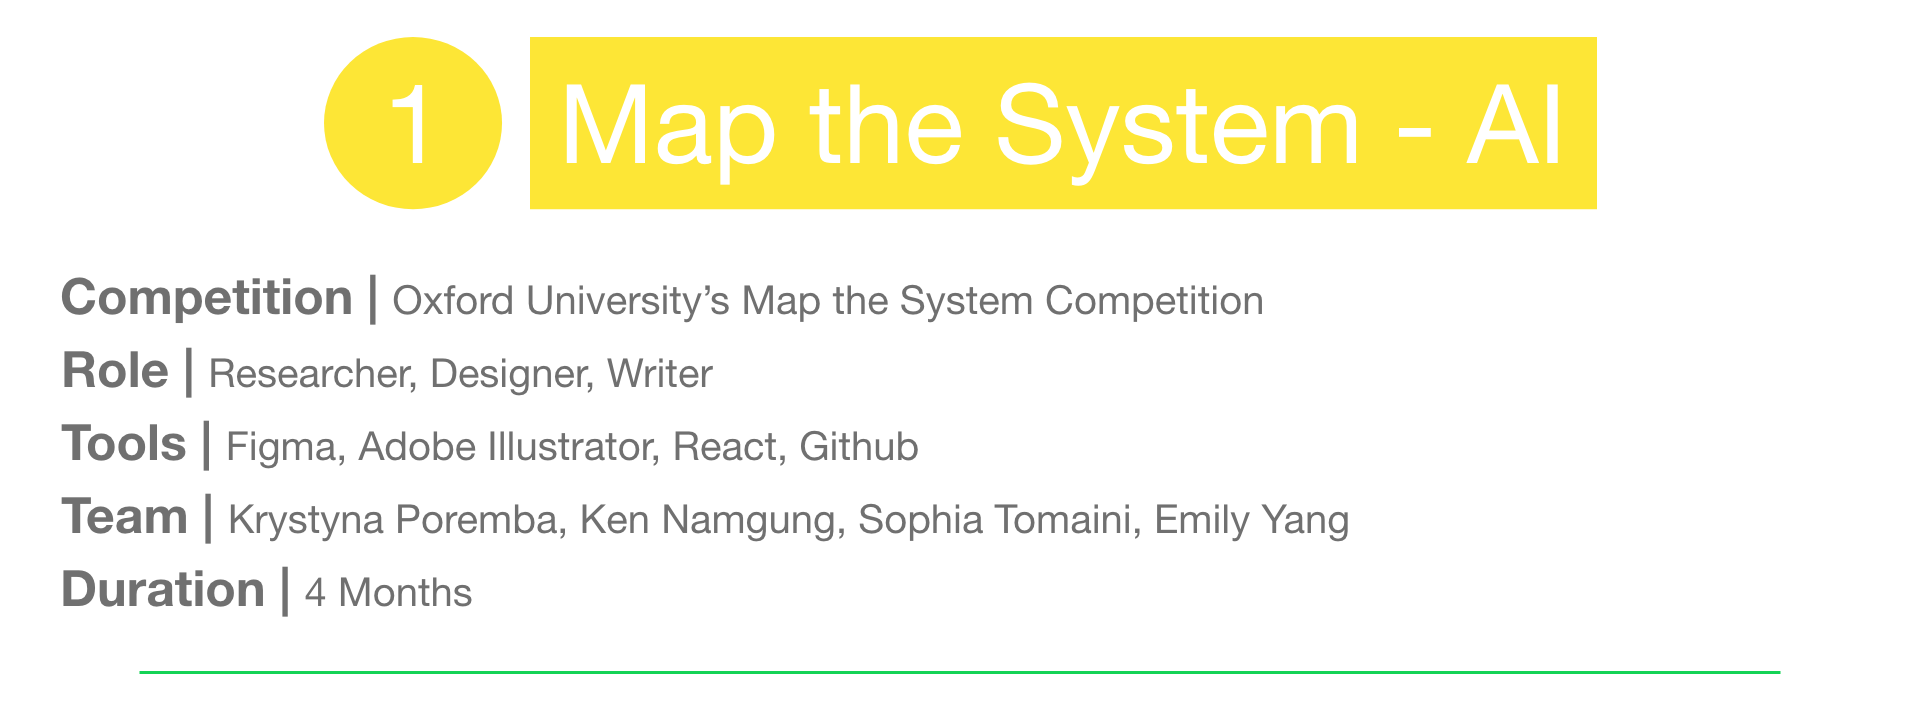 1 Map the System - AI
Competition | Oxford University’s Map the System Competition
Role | Researcher, Designer, Writer
Tools | Figma, Adobe Illustrator, React, Github
Team | Krystyna Poremba, Ken Namgung, Sophia Tomaini, Emily Yang
Duration | 4 Months